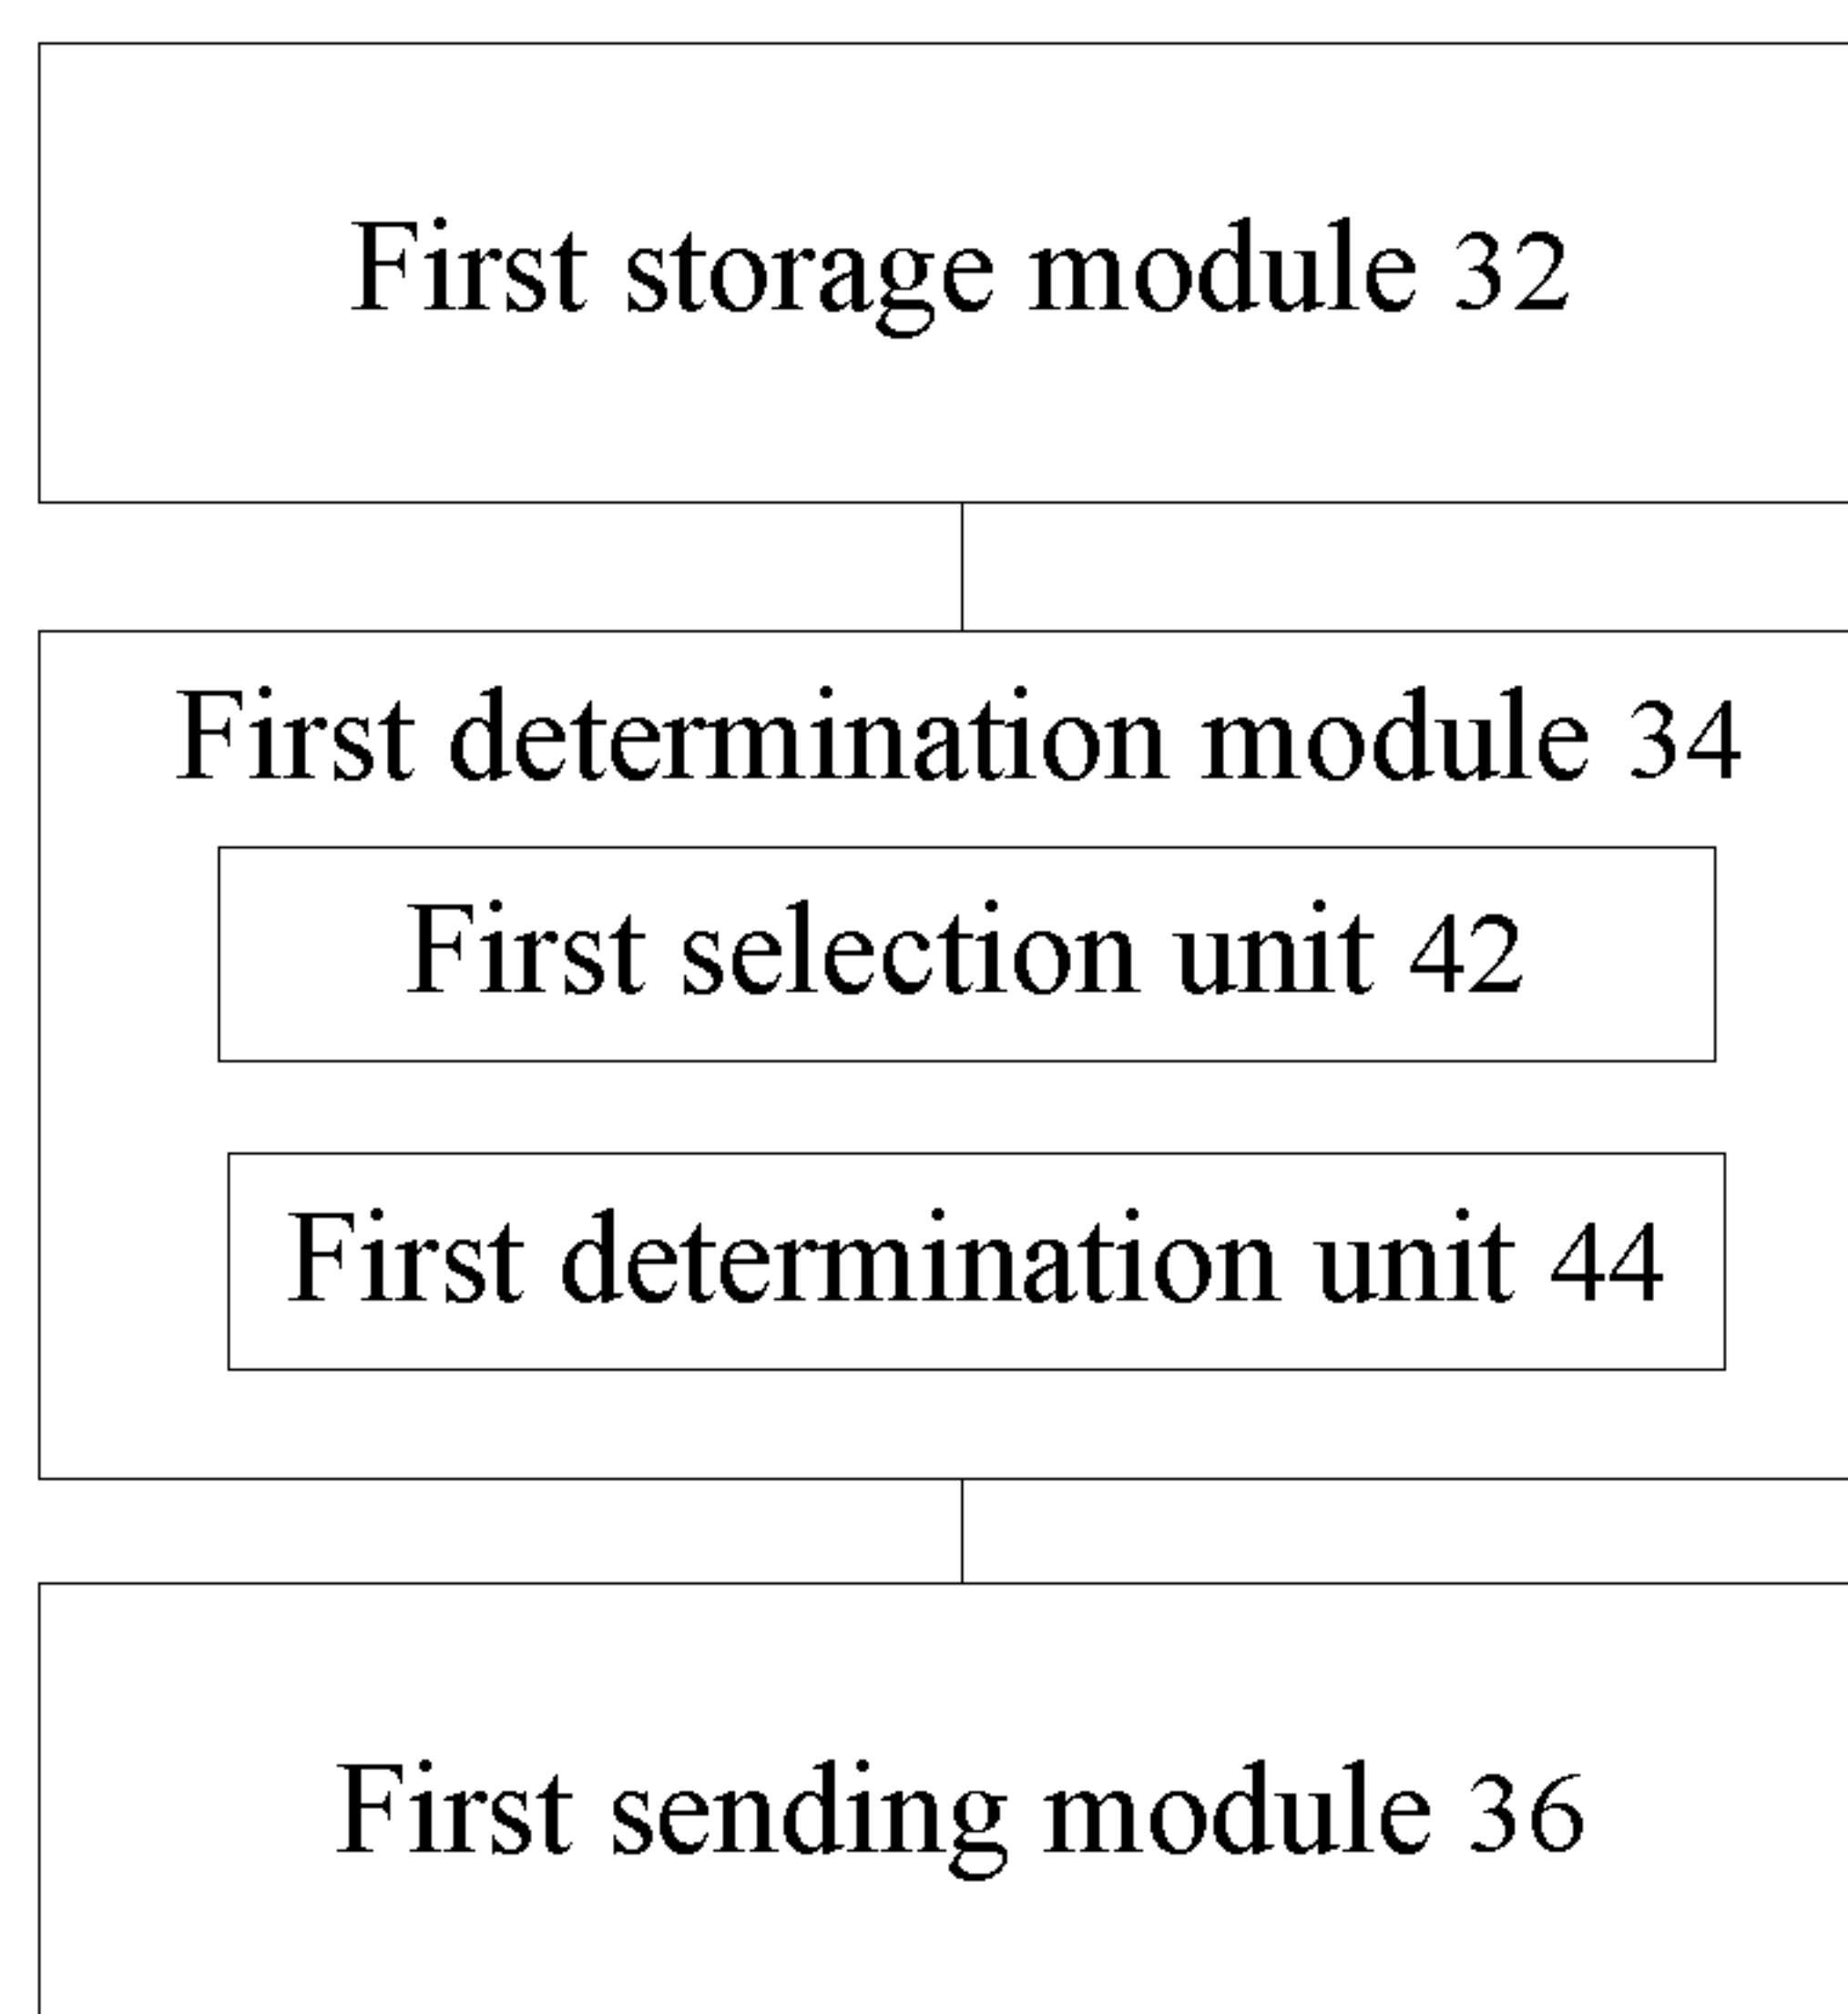 First storage module 32
First determination module 34
First selection unit 42
First determination unit 44
First sending module 36